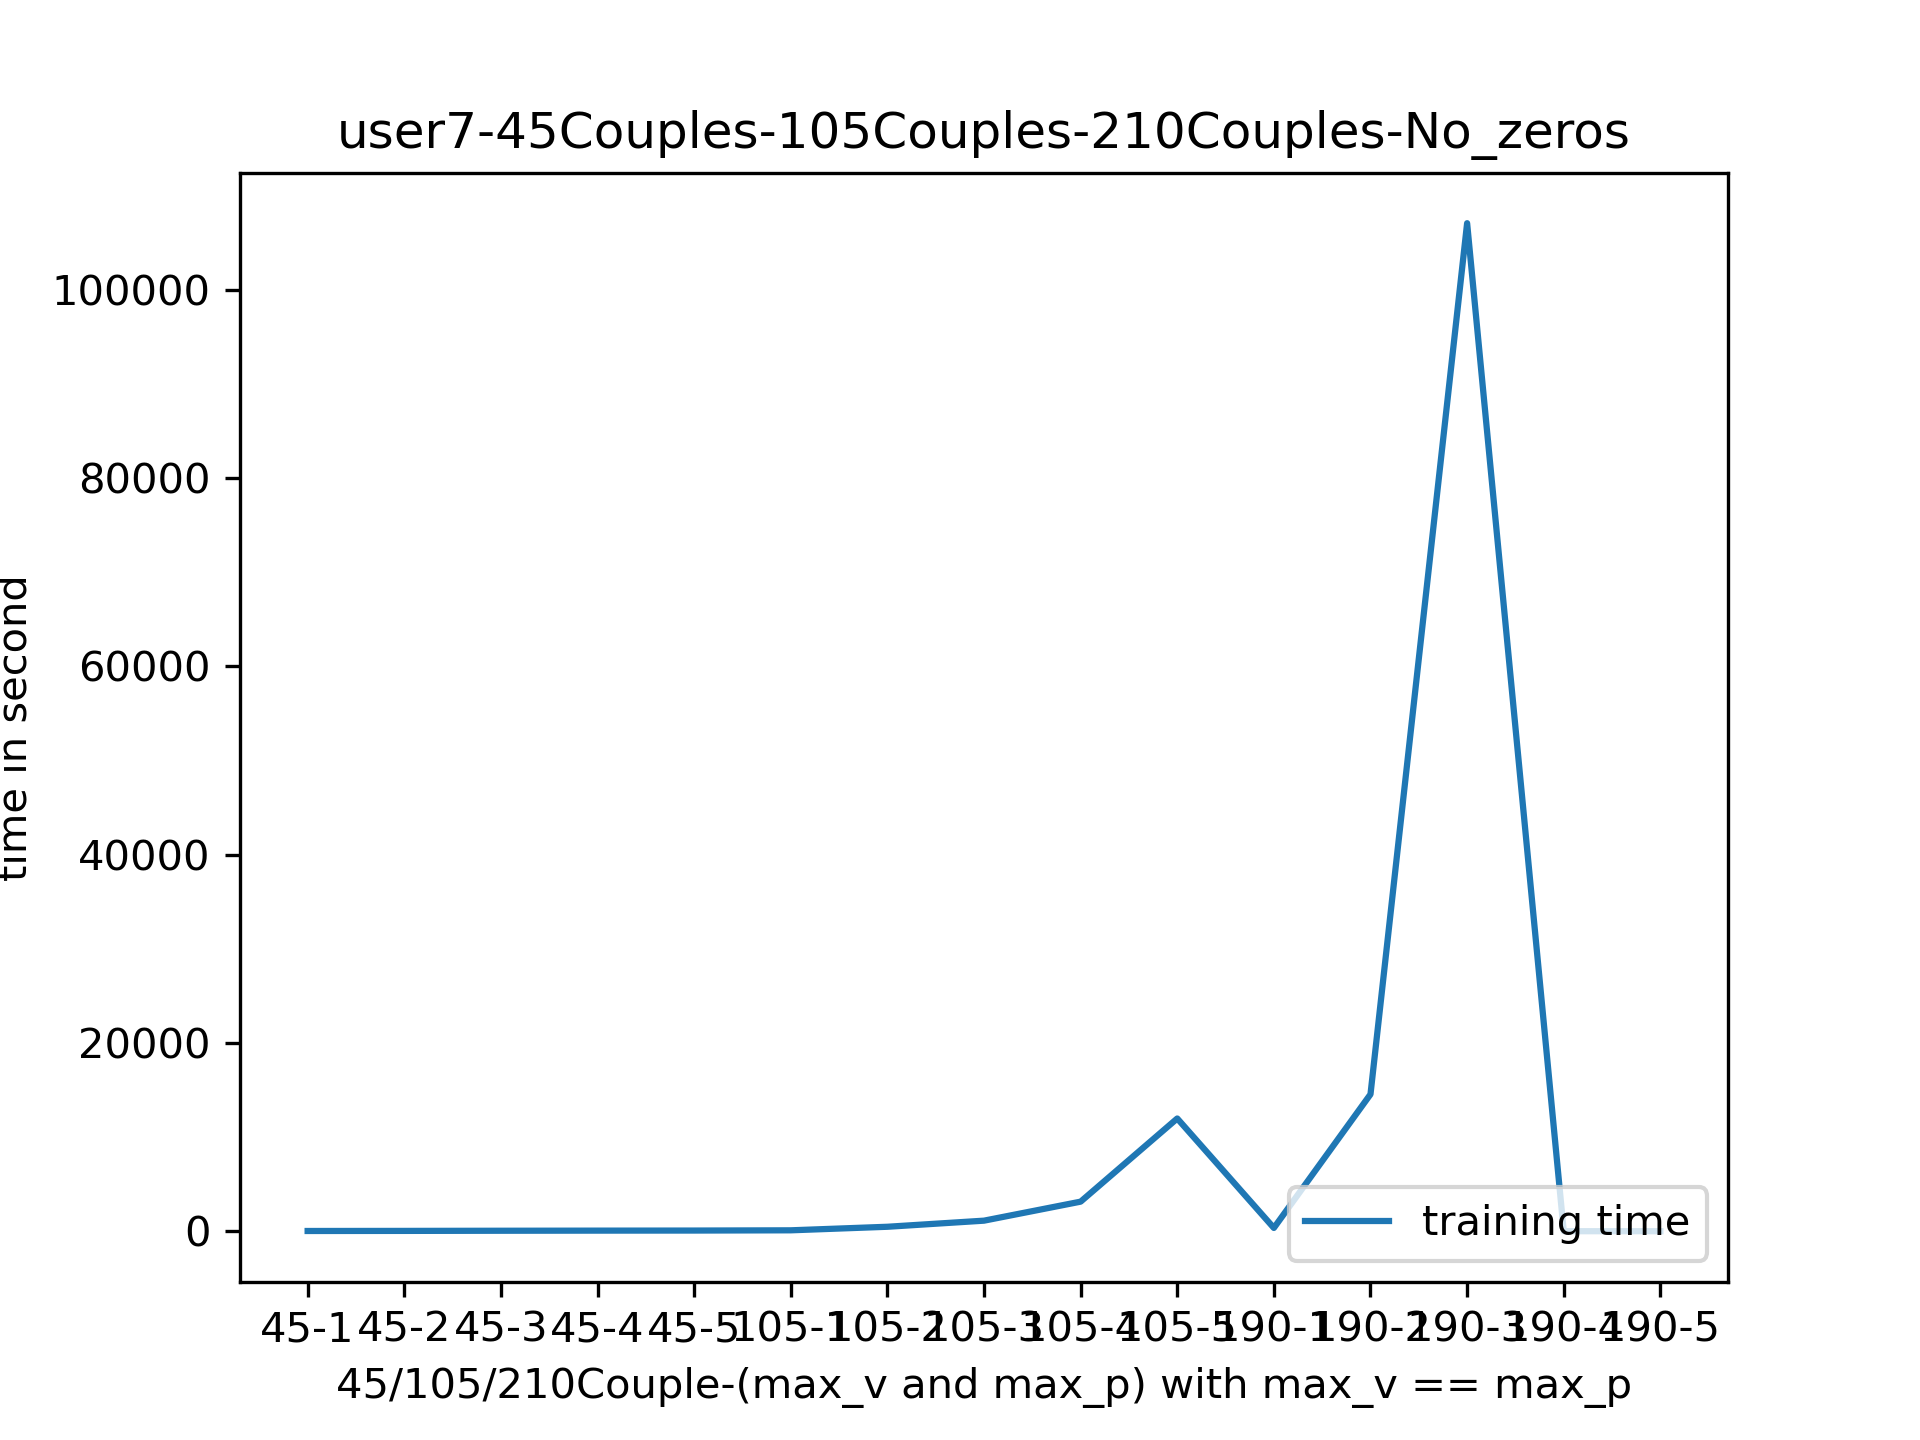 user7-45Couples-105Couples-210Couples-No_zeros
100000
80000
60000
40000
20000
0
time in second
training time
45-1 45-2 45-3 45-4 45-5 105-1 105-2 105-3 105-4 105-5 190-1 190-2 190-3 190-4 190-5
45/105/210Couple-(max_v and max_p) with max_v == max_p